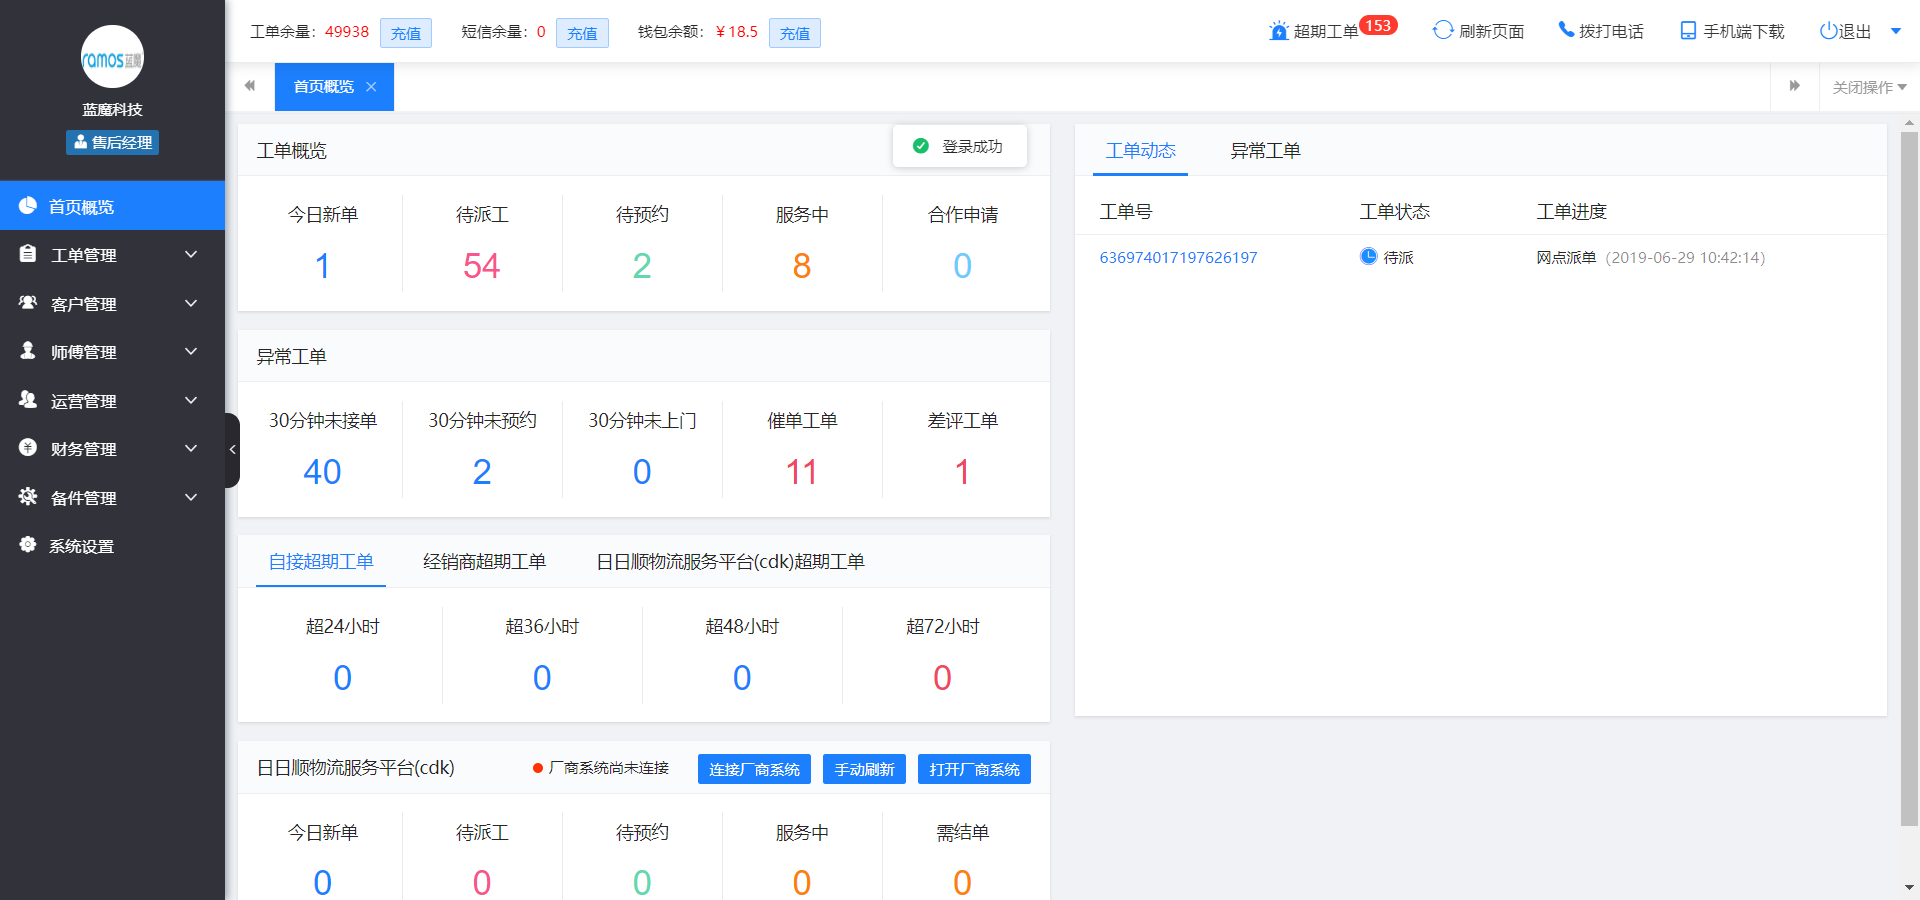 ramos蓝魔
蓝魔科技
售后经理
首页概览
工单管理
客户管理
师傅管理
运营管理
财务管理
备件管理
系统设置
工单余量：49938 充值 短信余量：0 充值 钱包余额：￥18.5 充值
超期工单 153 刷新页面 拨打电话 手机端下载 退出
首页概览 关闭操作
工单概览
登录成功
今日新单 待派工 待预约 服务中 合作申请
1 54 2 8 0
异常工单
30分钟未接单 30分钟未预约 30分钟未上门 催单工单 差评工单
40 2 0 11 1
自接超期工单 经销商超期工单 日日顺物流服务平台(cdk)超期工单
超24小时 超36小时 超48小时 超72小时
0 0 0 0
日日顺物流服务平台(cdk) 厂商系统尚未连接 连接厂商系统 手动刷新 打开厂商系统
今日新单 待派工 待预约 服务中 需结单
0 0 0 0 0
工单动态 异常工单
工单号 工单状态 工单进度
636974017197626197 待派 网点派单 (2019-06-29 10:42:14)